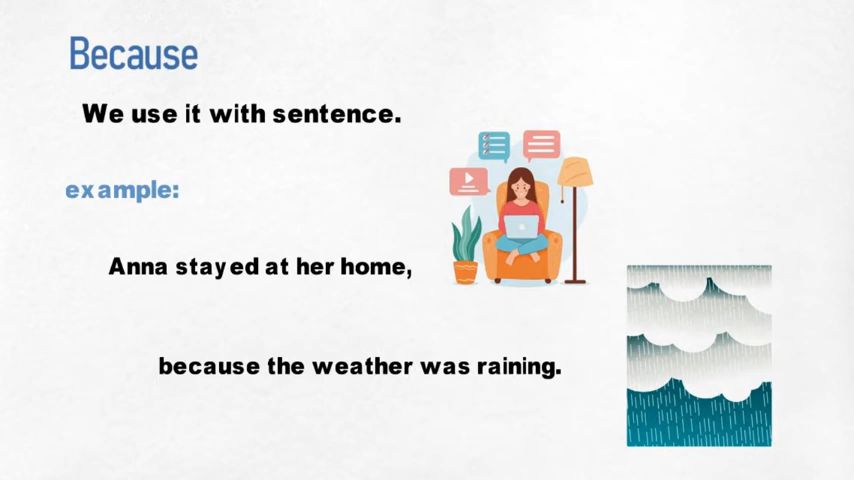 Because
We use it with sentence.
example:
Anna stayed at her home,
because the weather was raining.